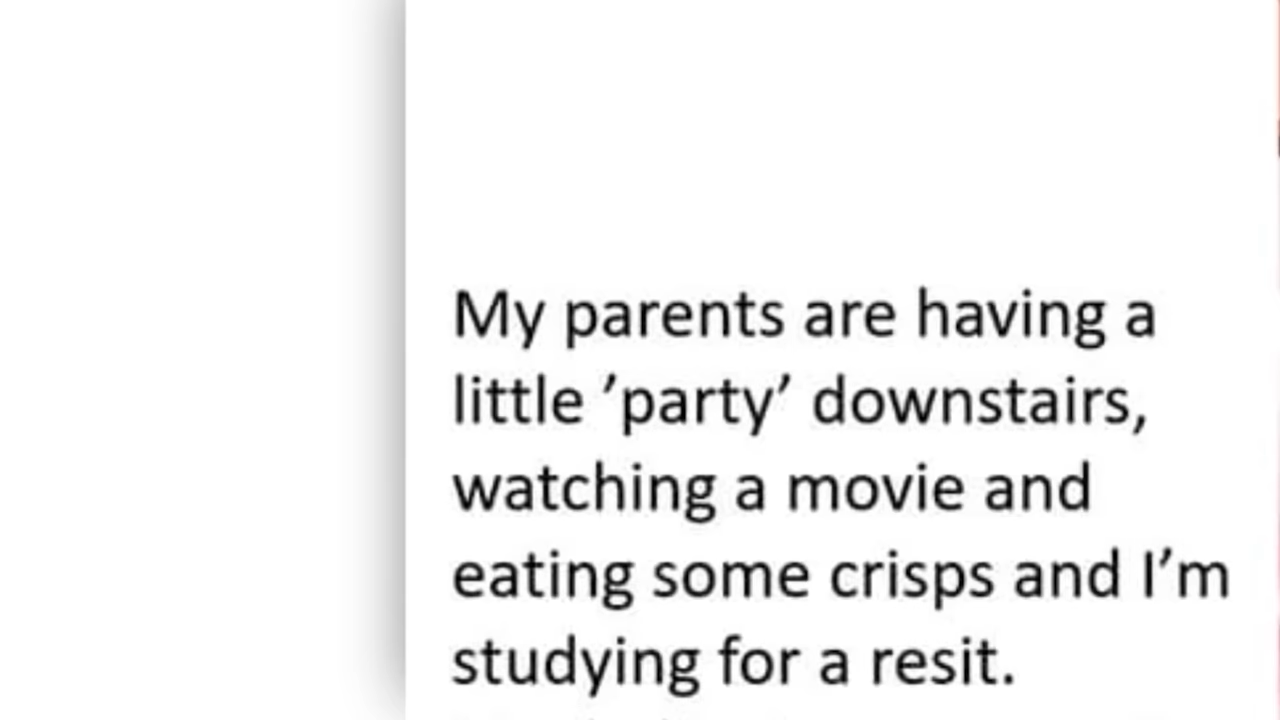 My parents are having a
little ’party’ downstairs,
watching a movie and
eating some crisps and I’m
studying for a resit.